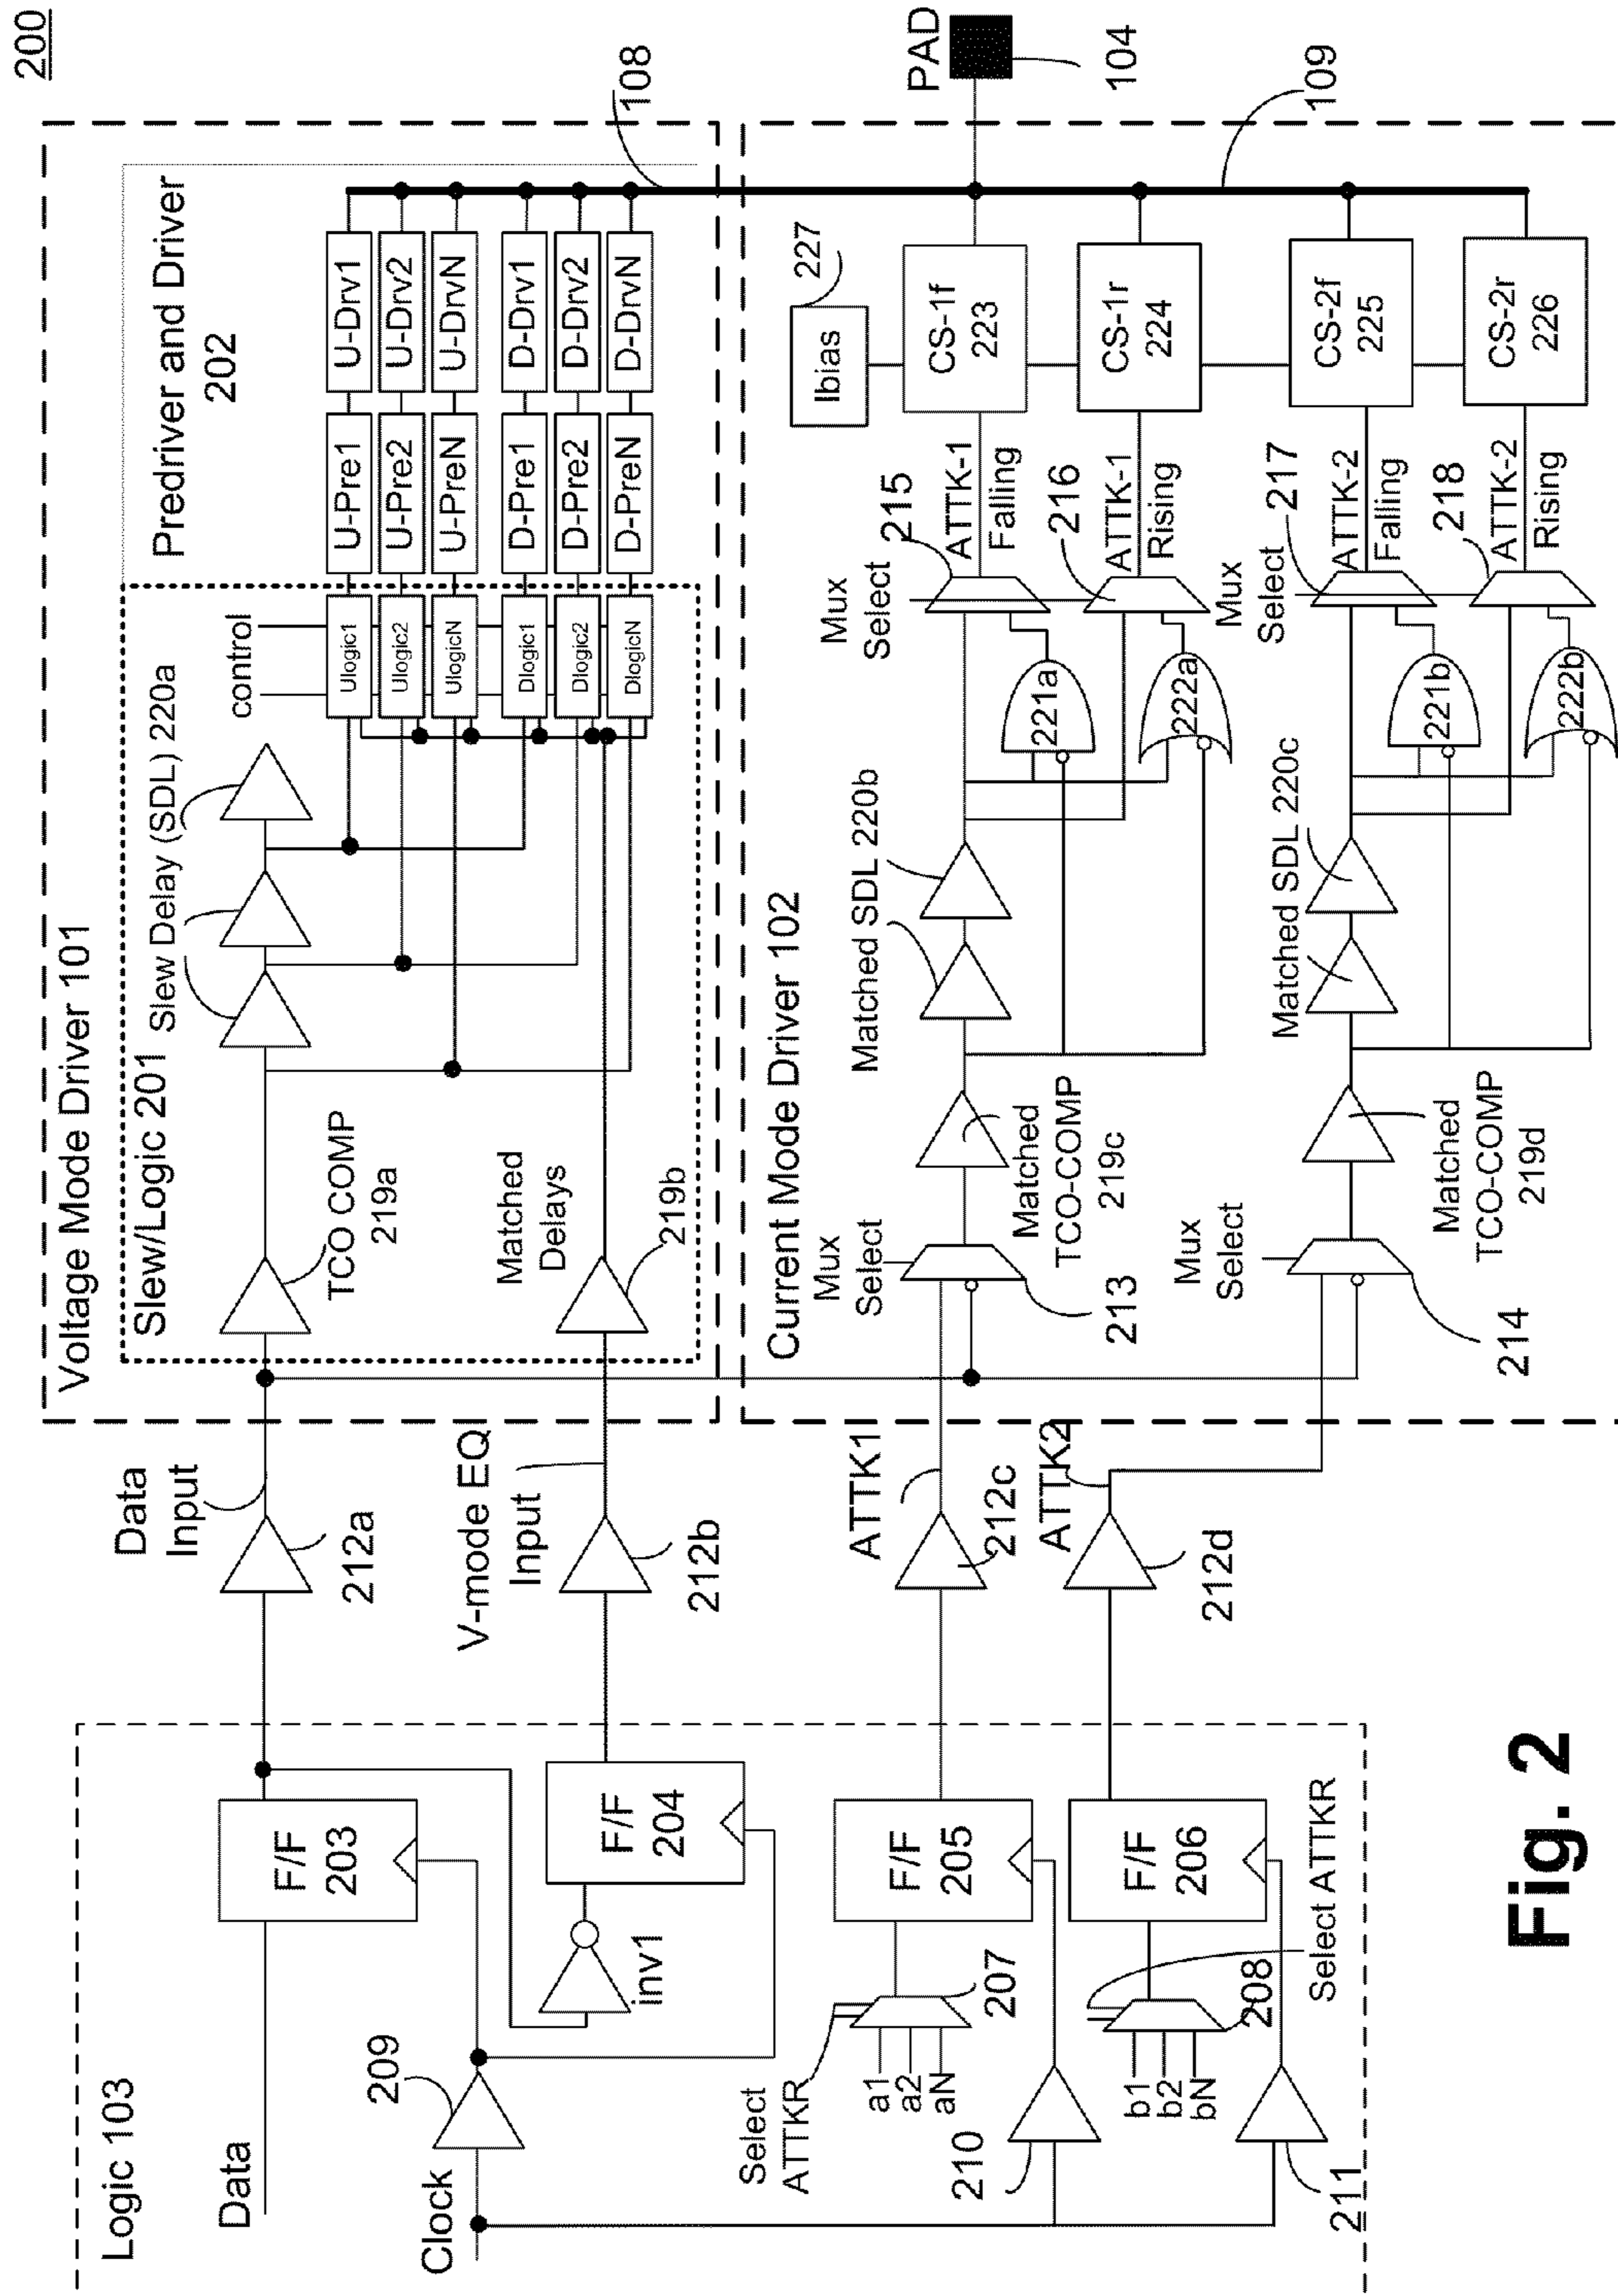 200
Voltage Mode Driver 101
Slew/Logic 201
Slew Delay (SDL) 220a
control
Predriver and Driver
202
TCO COMP
219a
Matched
Delays
219b
Ulogic1
Ulogic2
UlogicN
Dlogic1
Dlogic2
DlogicN
U-Pre1
U-Pre2
U-PreN
D-Pre1
D-Pre2
D-PreN
U-Drv1
U-Drv2
U-DrvN
D-Drv1
D-Drv2
D-DrvN
108
PAD
104
109
Logic 103
Data
Clock
209
F/F
203
inv1
F/F
204
Select
ATTKR
a1
a2
aN
207
F/F
205
210
b1
b2
bN
208
F/F
206
Select ATTKR
211
Data
Input
212a
V-mode EQ
Input
212b
ATTK1
212c
ATTK2
212d
Current Mode Driver 102
Mux
Select
213
Matched
TCO-COMP
219c
Matched SDL 220b
221a
222a
Mux
Select
215
ATTK-1
Falling
216
ATTK-1
Rising
227
Ibias
CS-1f
223
CS-1r
224
Mux
Select
214
Matched
TCO-COMP
219d
Matched SDL 220c
221b
222b
Mux
Select
217
ATTK-2
Falling
218
ATTK-2
Rising
CS-2f
225
CS-2r
226
Fig. 2